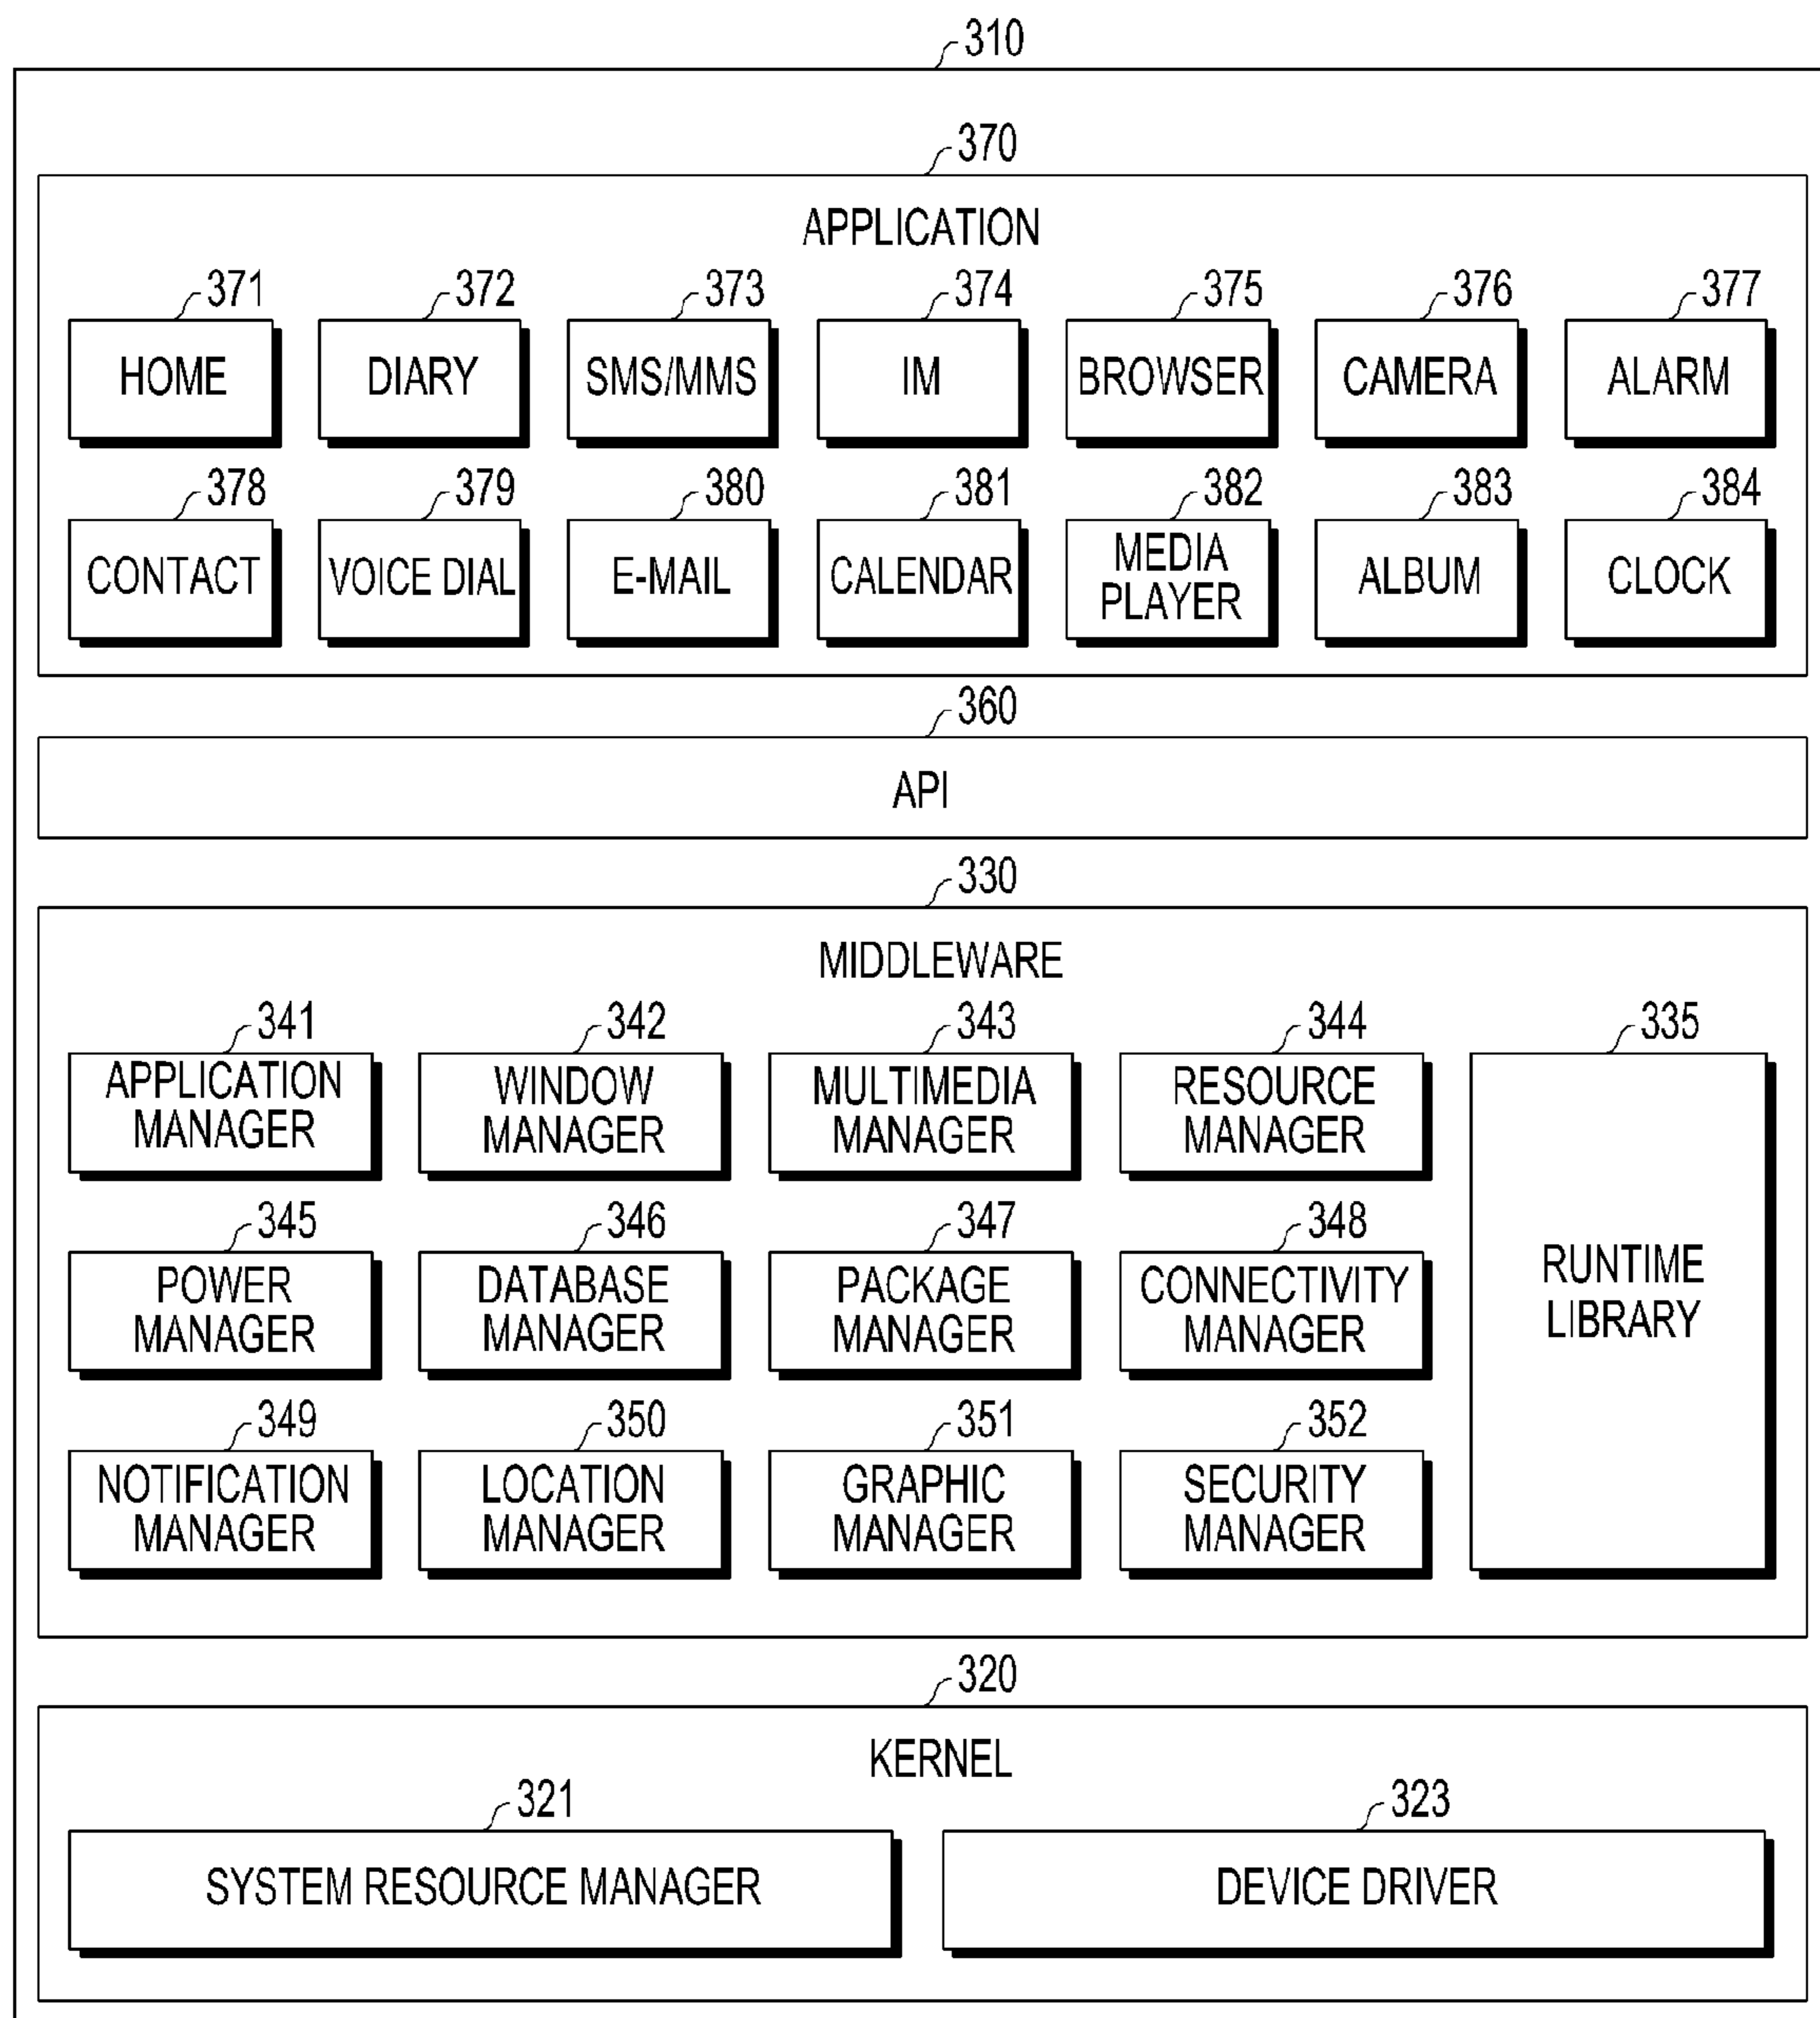 310
370
APPLICATION
371 372 373 374 375 376 377
HOME DIARY SMS/MMS IM BROWSER CAMERA ALARM
378 379 380 381 382 383 384
CONTACT VOICE DIAL E-MAIL CALENDAR MEDIA PLAYER ALBUM CLOCK
360
API
330
MIDDLEWARE
341 342 343 344 335
APPLICATION MANAGER WINDOW MANAGER MULTIMEDIA MANAGER RESOURCE MANAGER
345 346 347 348
POWER MANAGER DATABASE MANAGER PACKAGE MANAGER CONNECTIVITY MANAGER
RUNTIME LIBRARY
349 350 351 352
NOTIFICATION MANAGER LOCATION MANAGER GRAPHIC MANAGER SECURITY MANAGER
320
KERNEL
321 323
SYSTEM RESOURCE MANAGER DEVICE DRIVER